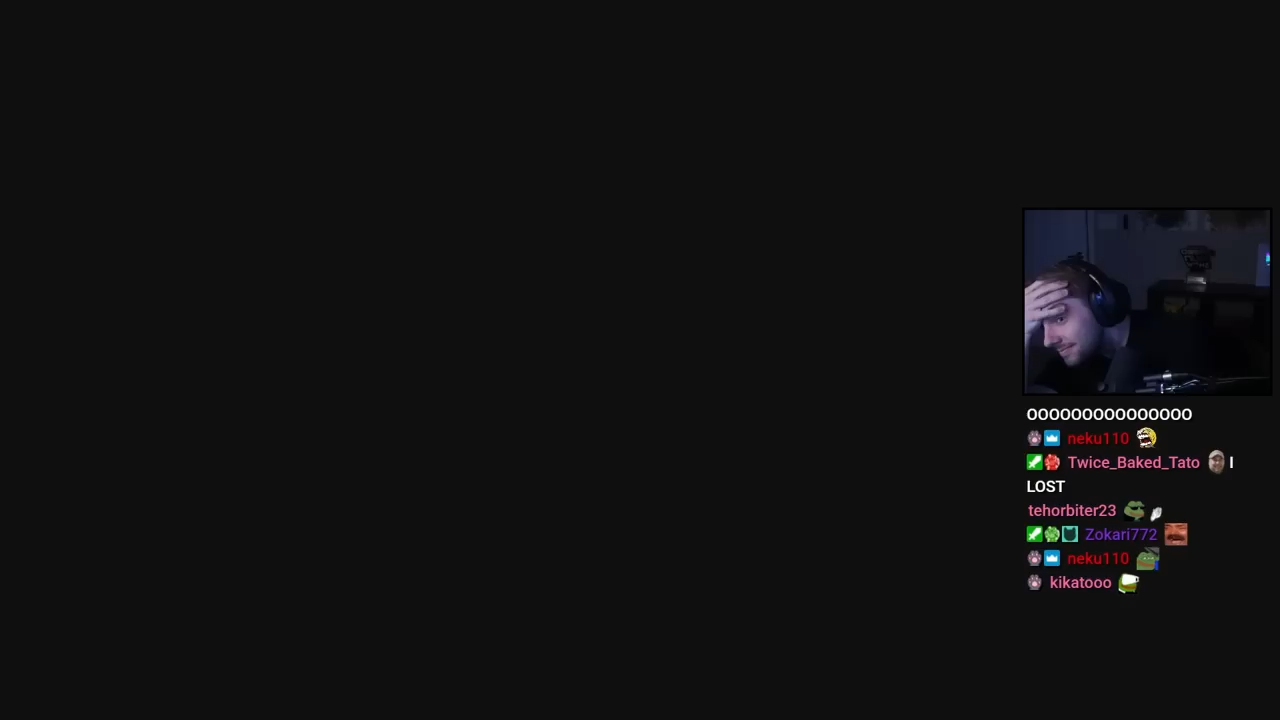 OOOOOOOOOOOOOOO
neku110
Twice_Baked_Tato I
LOST
tehorbiter23
Zokari772
neku110
kikatooo